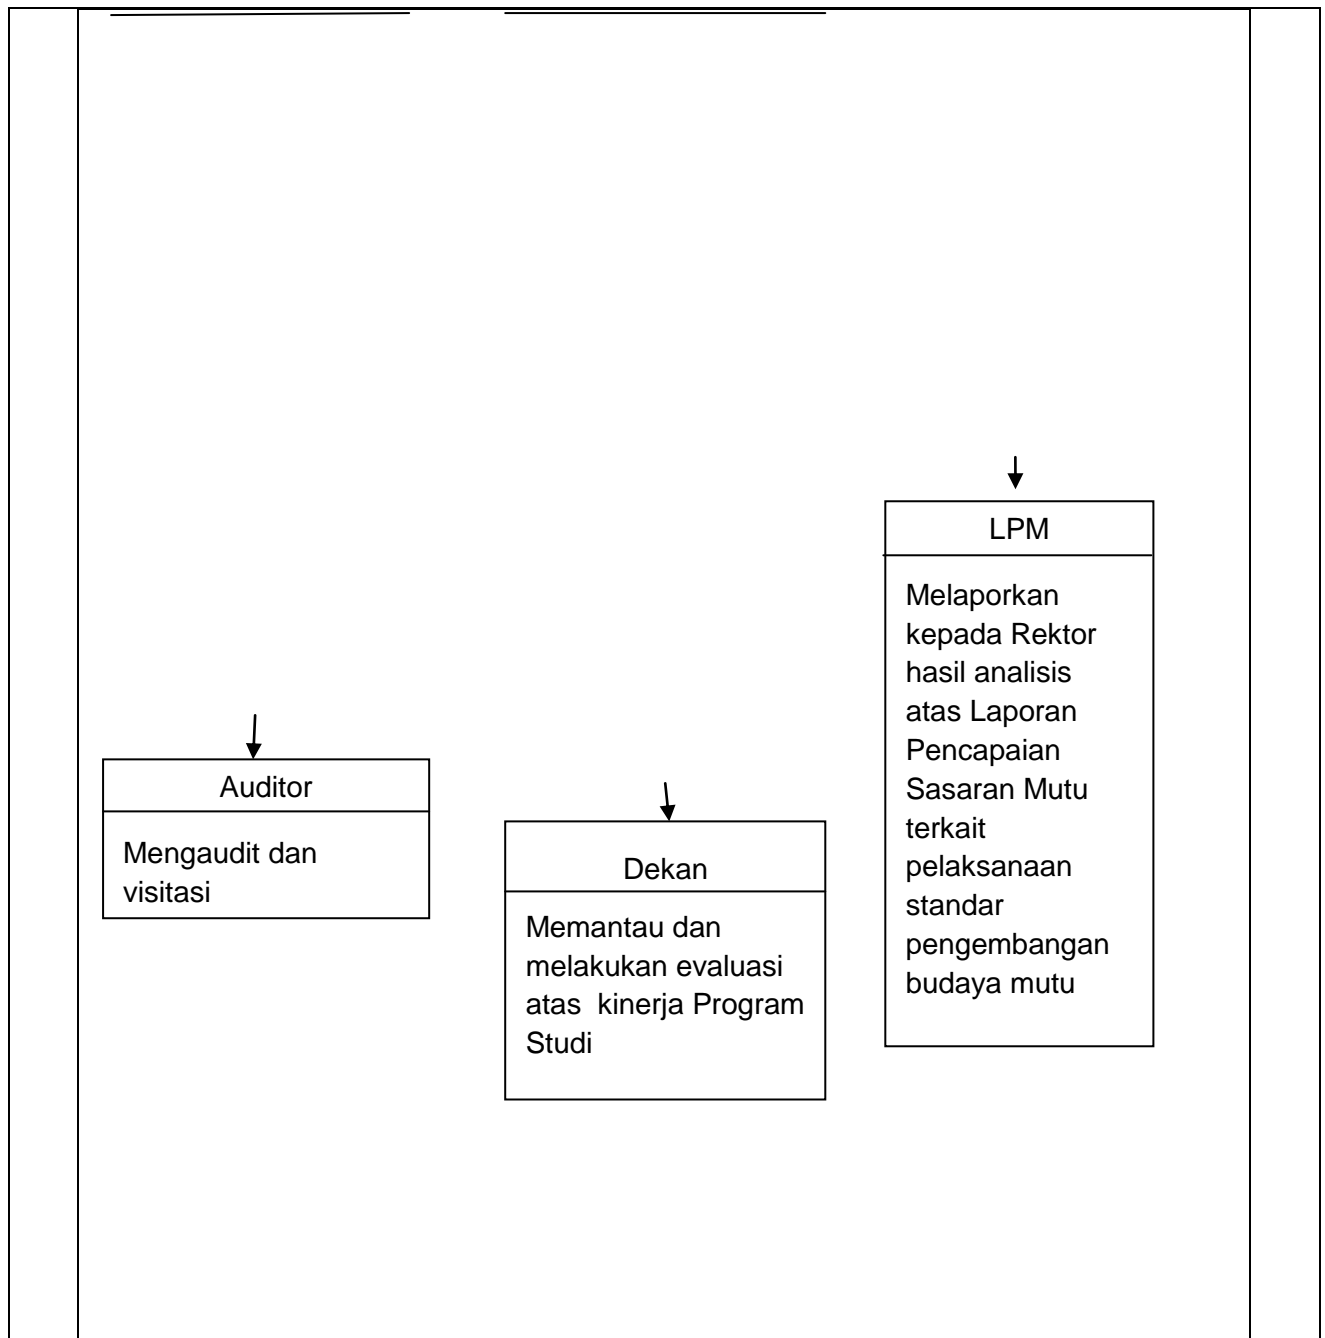 Auditor
Mengaudit dan
visitasi
Dekan
Memantau dan
melakukan evaluasi
atas  kinerja Program
Studi
LPM
Melaporkan
kepada Rektor
hasil analisis
atas Laporan
Pencapaian
Sasaran Mutu
terkait
pelaksanaan
standar
pengembangan
budaya mutu